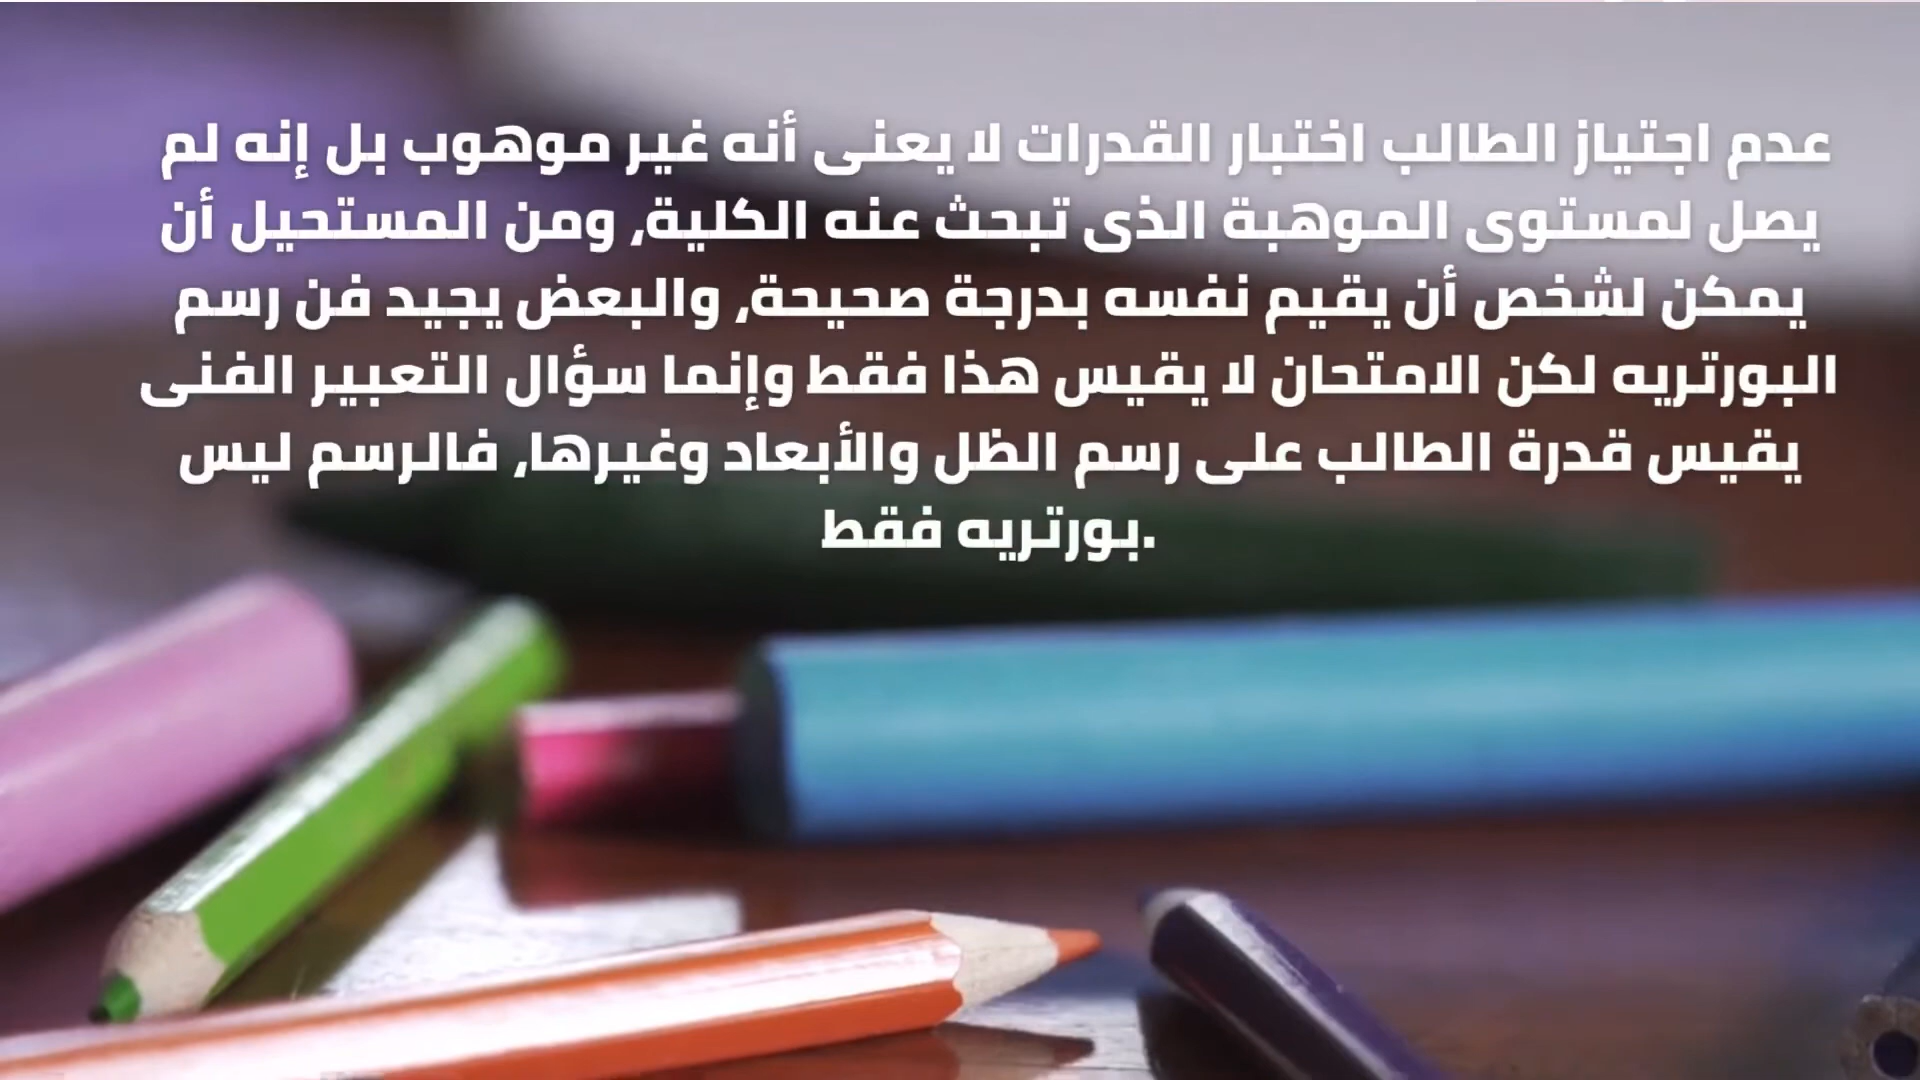 عدم اجتياز الطالب اختبار القدرات لا يعنى أنه غير موهوب بل إنه لم
يصل لمستوى الموهبة الذى تبحث عنه الكلية, ومن المستحيل أن
يمكن لشخص أن يقيم نفسه بدرجة صحيحة, والبعض يجيد فن رسم
البورتريه لكن الامتحان لا يقيس هذا فقط وإنما سؤال التعبير الفنى
يقيس قدرة الطالب على رسم الظل والأبعاد وغيرها, فالرسم ليس
.بورتريه فقط